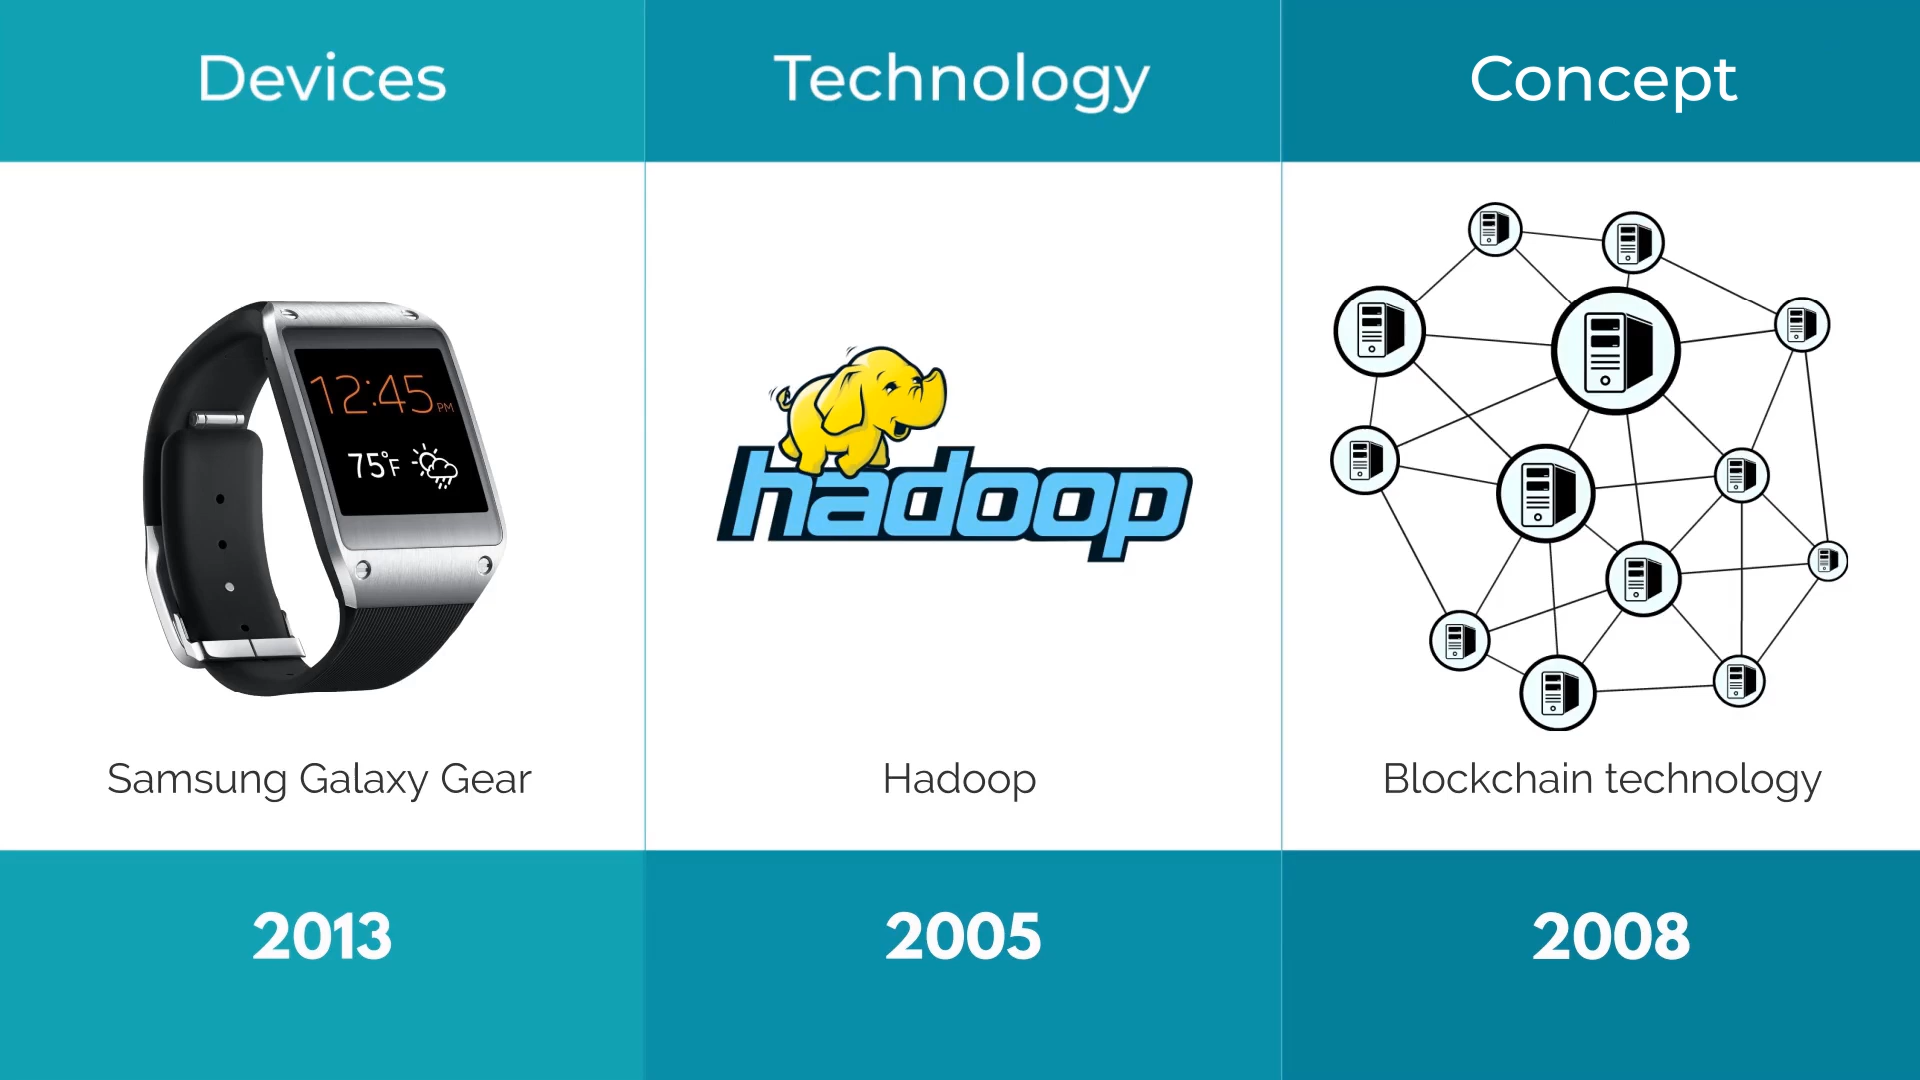 Devices
Technology
Concept
12:45 PM
75°F
hadoop
Samsung Galaxy Gear
Hadoop
Blockchain technology
2013
2005
2008